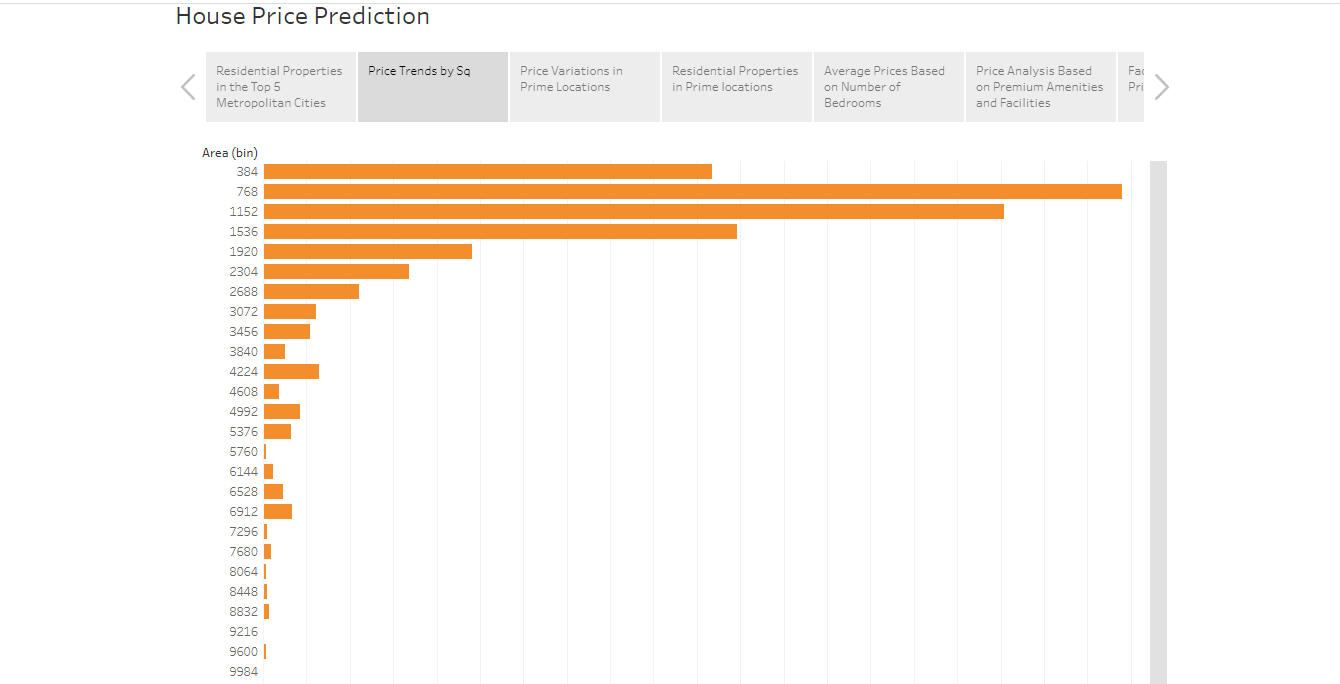 House Price Prediction
Residential Properties
in the Top 5
Metropolitan Cities
Price Trends by Sq
Price Variations in
Prime Locations
Residential Properties
in Prime locations
Average Prices Based
on Number of
Bedrooms
Price Analysis Based
on Premium Amenities
and Facilities
Fac
Pri
Area (bin)
384
768
1152
1536
1920
2304
2688
3072
3456
3840
4224
4608
4992
5376
5760
6144
6528
6912
7296
7680
8064
8448
8832
9216
9600
9984